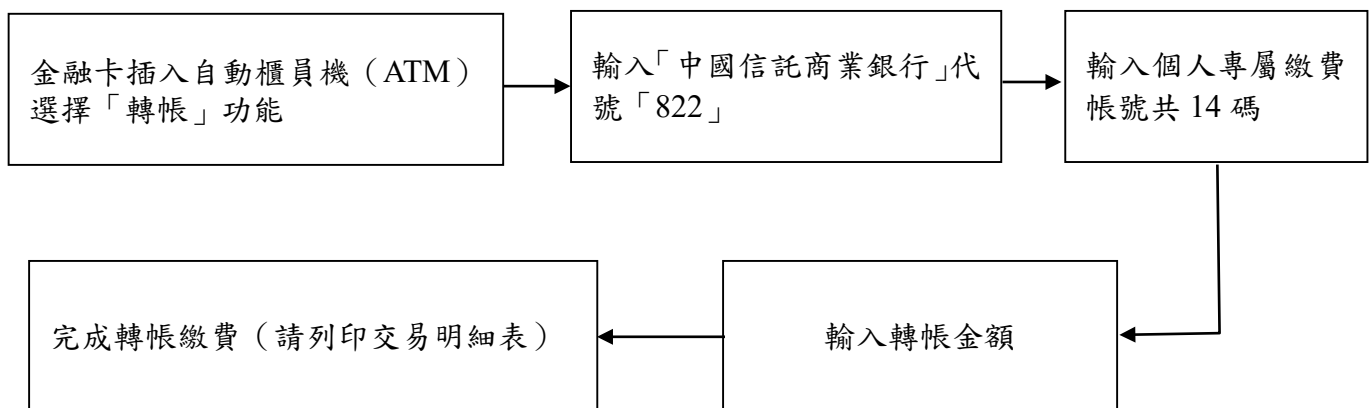 金融卡插入自動櫃員機（ATM）
選擇「轉帳」功能
輸入「中國信託商業銀行」代
號「822」
輸入個人專屬繳費
帳號共 14 碼
輸入轉帳金額
完成轉帳繳費（請列印交易明細表）